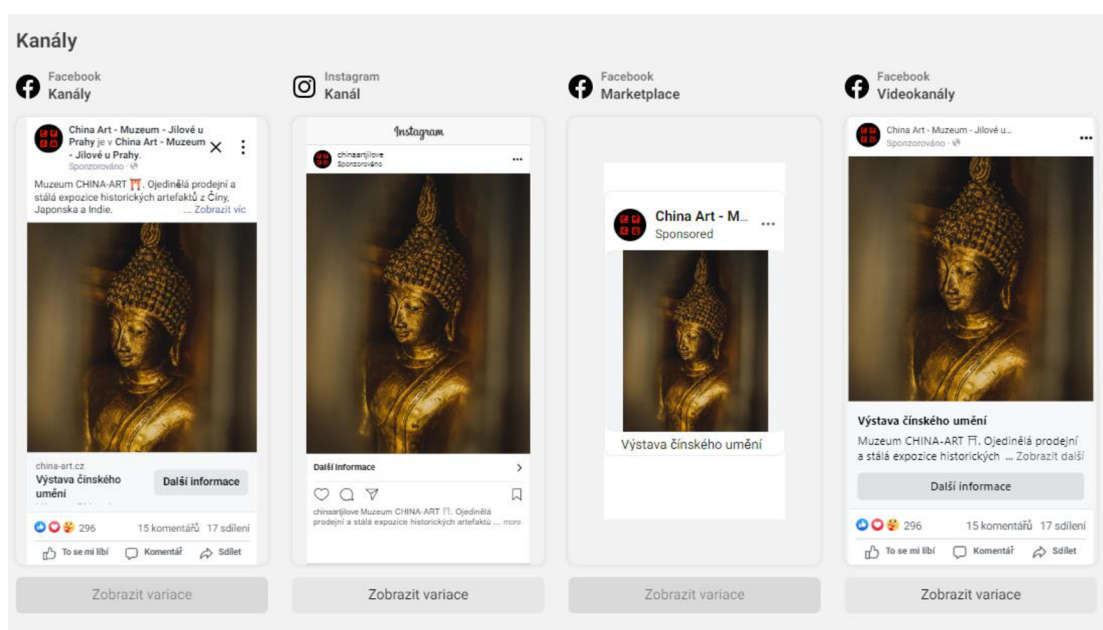 Kanály
Facebook
Kanály
China Art - Muzeum - Jílové u
Prahy je v China Art - Muzeum
- Jílové u Prahy.
Sponzorováno ·
Muzeum CHINA-ART ⛩. Ojedinělá prodejní a
stálá expozice historických artefaktů z Číny,
Japonska a Indie. ... Zobrazit víc
china-art.cz
Výstava čínského
umění
Další informace
296 15 komentářů 17 sdílení
To se mi líbí Komentář Sdílet
Zobrazit variace
Instagram
Kanál
Instagram
chinaartjilove
Sponzorováno
Další informace
chinaartjilove Muzeum CHINA-ART ⛩. Ojedinělá
prodejní a stálá expozice historických artefaktů ... more
Zobrazit variace
Facebook
Marketplace
China Art - M...
Sponsored
Výstava čínského umění
Zobrazit variace
Facebook
Videokanály
China Art - Muzeum - Jílové u...
Sponzorováno ·
Výstava čínského umění
Muzeum CHINA-ART ⛩. Ojedinělá prodejní
a stálá expozice historických ... Zobrazit další
Další informace
296 15 komentářů 17 sdílení
To se mi líbí Komentář Sdílet
Zobrazit variace